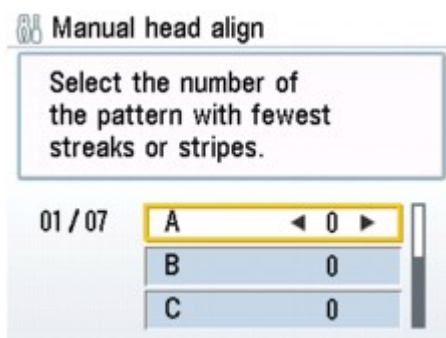 Manual head align
Select the number of
the pattern with fewest
streaks or stripes.
01/07
A ◄ 0 ►
B 0
C 0